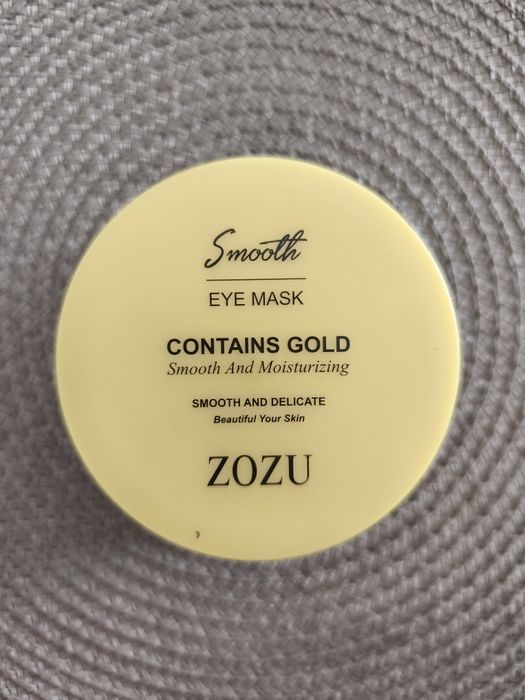 Smooth
EYE MASK
CONTAINS GOLD
Smooth And Moisturizing
SMOOTH AND DELICATE
Beautiful Your Skin
ZOZU